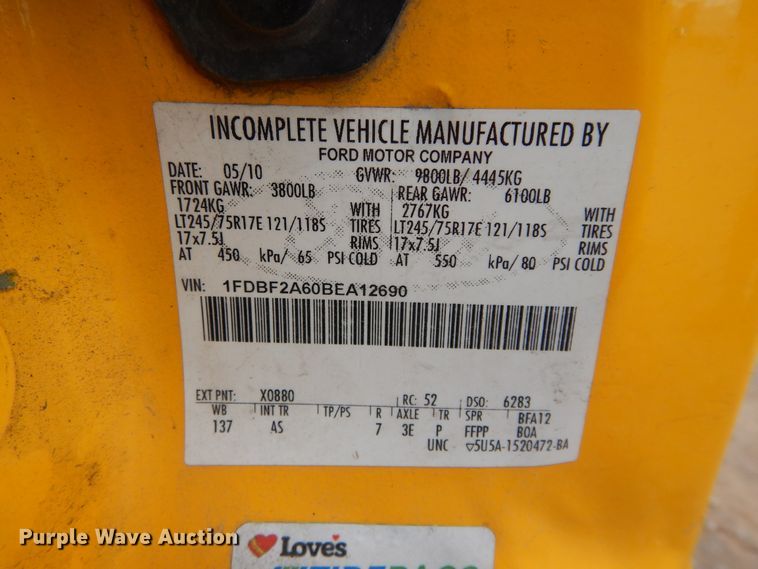 INCOMPLETE VEHICLE MANUFACTURED BY
FORD MOTOR COMPANY
DATE: 05/10 GVWR: 9800LB/ 4445KG
FRONT GAWR: 3800LB REAR GAWR: 6100LB
1724KG WITH 2767KG WITH
LT245/75R17E 121/118S TIRES LT245/75R17E 121/118S TIRES
17x7.5J RIMS 17x7.5J RIMS
AT 450 kPa/ 65 PSI COLD AT 550 kPa/ 80 PSI COLD
VIN: 1FDBF2A60BEA12690
EXT PNT: X0880 RC: 52 DSO: 6283
WB INT TR TP/PS R AXLE TR SPR BFA12
137 AS 7 3E P FFPP BOA
UNC 5U5A-1520472-BA
Purple Wave Auction
Love's